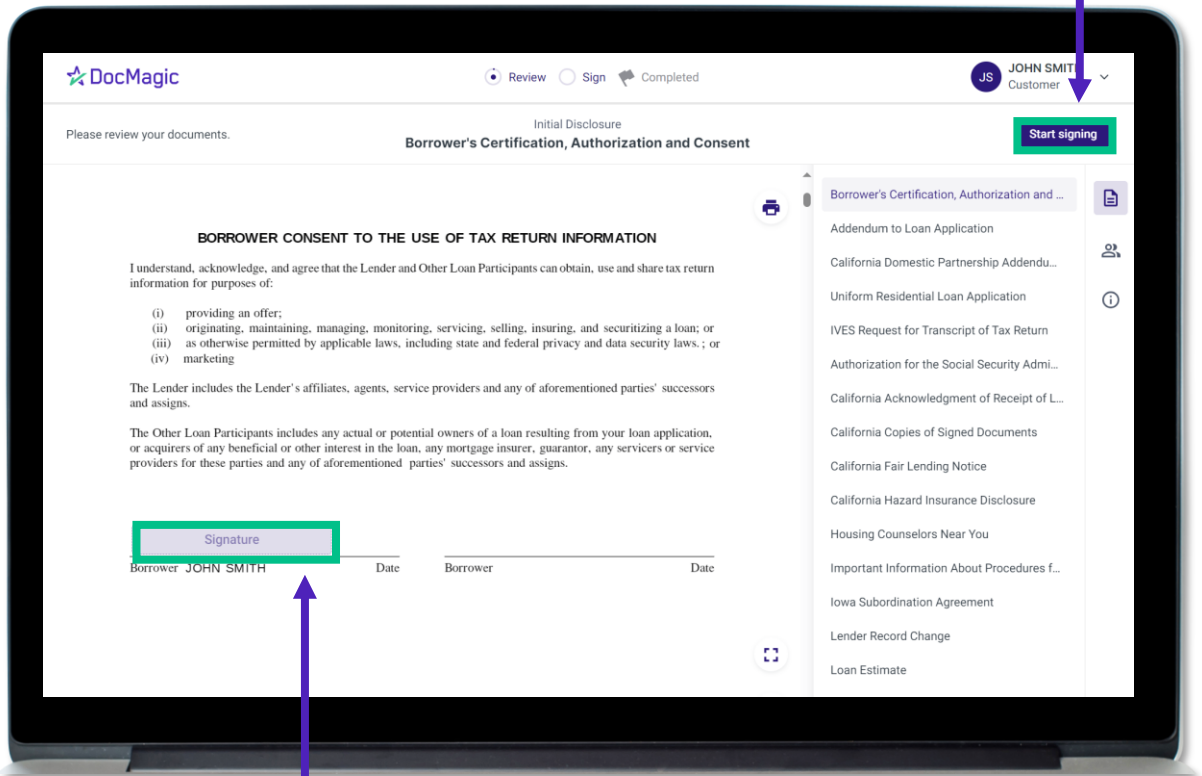 DocMagic
Review Sign Completed
JS
JOHN SMITH
Customer
Please review your documents.
Initial Disclosure
Borrower's Certification, Authorization and Consent
Start signing
BORROWER CONSENT TO THE USE OF TAX RETURN INFORMATION
I understand, acknowledge, and agree that the Lender and Other Loan Participants can obtain, use and share tax return
information for purposes of:
(i) providing an offer;
(ii) originating, maintaining, managing, monitoring, servicing, selling, insuring, and securitizing a loan; or
(iii) as otherwise permitted by applicable laws, including state and federal privacy and data security laws. ; or
(iv) marketing
The Lender includes the Lender's affiliates, agents, service providers and any of aforementioned parties' successors
and assigns.
The Other Loan Participants includes any actual or potential owners of a loan resulting from your loan application,
or acquirers of any beneficial or other interest in the loan, any mortgage insurer, guarantor, any servicers or service
providers for these parties and any of aforementioned parties' successors and assigns.
Signature
Borrower JOHN SMITH Date Borrower Date
Borrower's Certification, Authorization and ...
Addendum to Loan Application
California Domestic Partnership Addendu...
Uniform Residential Loan Application
IVES Request for Transcript of Tax Return
Authorization for the Social Security Admi...
California Acknowledgment of Receipt of L...
California Copies of Signed Documents
California Fair Lending Notice
California Hazard Insurance Disclosure
Housing Counselors Near You
Important Information About Procedures f...
Iowa Subordination Agreement
Lender Record Change
Loan Estimate